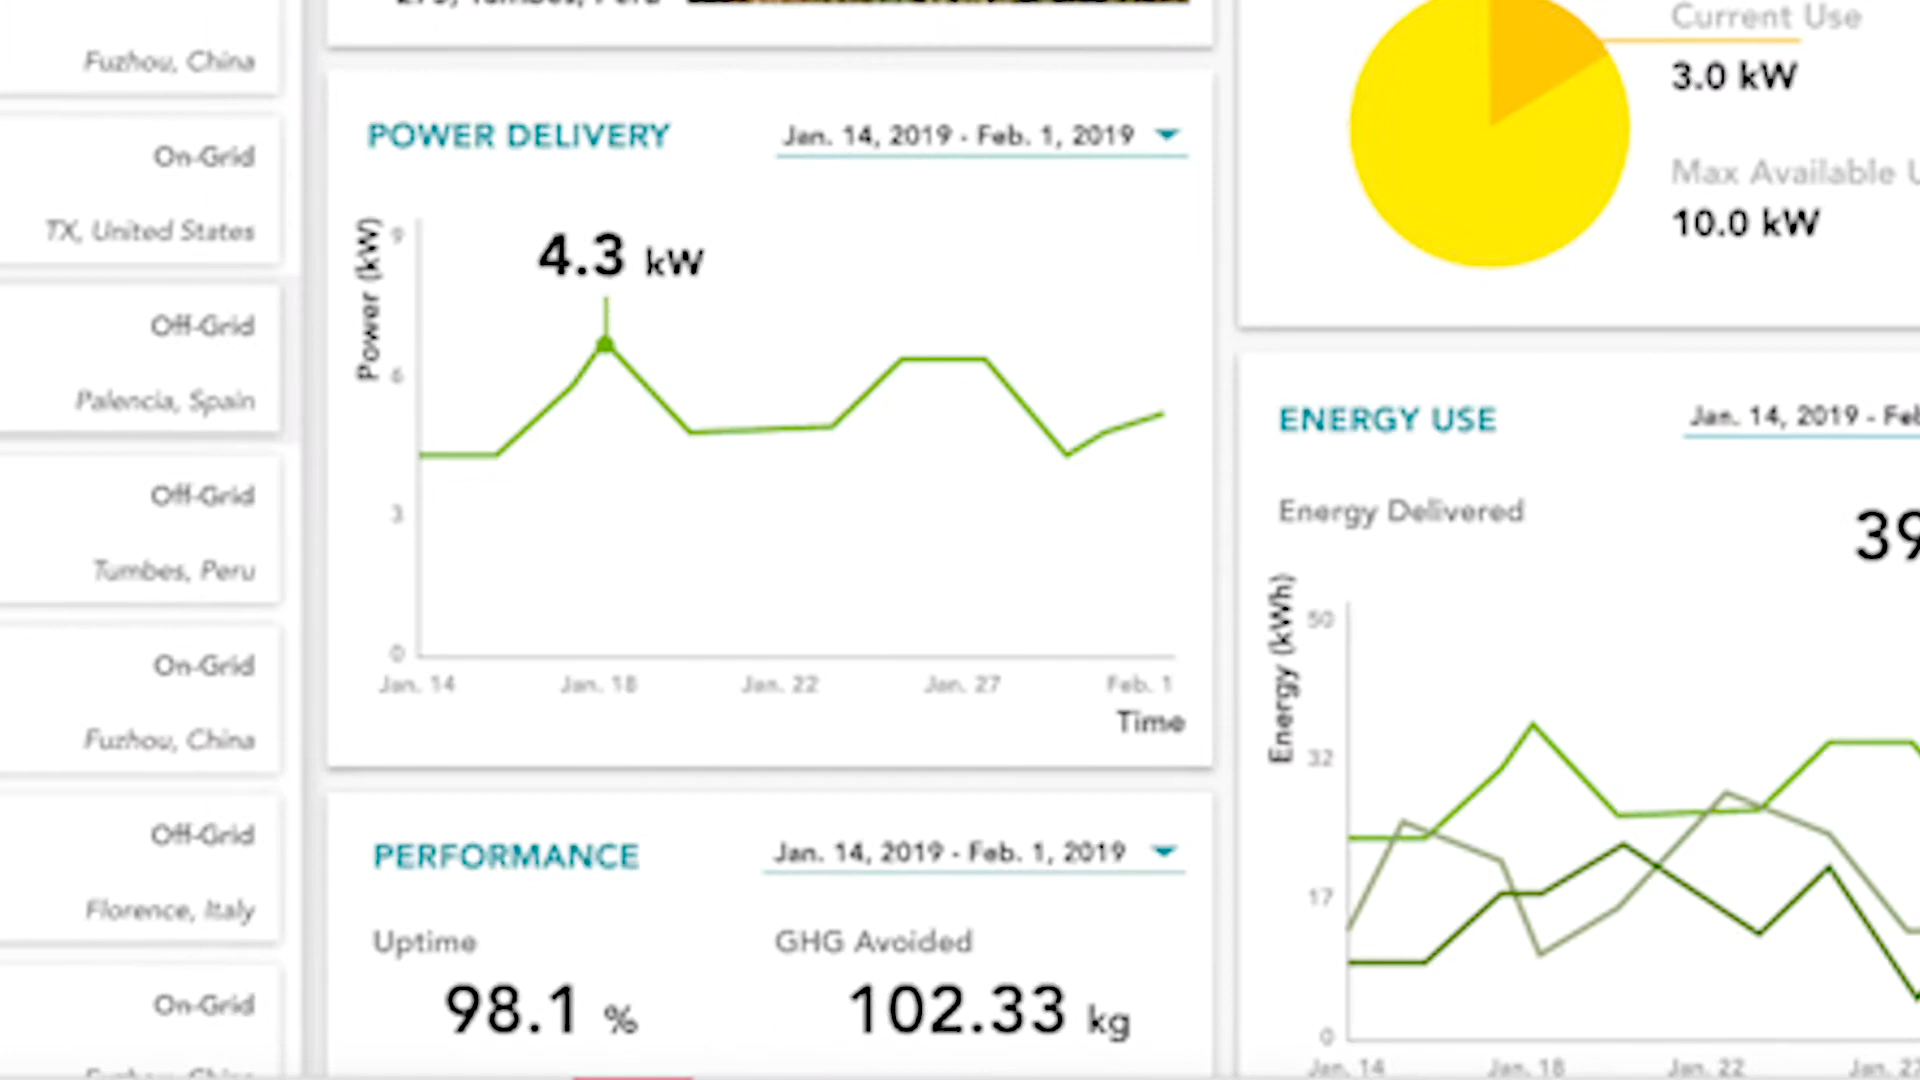 Fuzhou, China
On-Grid
TX, United States
Off-Grid
Palencia, Spain
Off-Grid
Tumbes, Peru
On-Grid
Fuzhou, China
Off-Grid
Florence, Italy
On-Grid
Tumbes, Peru
POWER DELIVERY
Jan. 14, 2019 - Feb. 1, 2019
Power (kW)
4.3 kW
9
6
3
0
Jan. 14 Jan. 18 Jan. 22 Jan. 27 Feb. 1
Time
PERFORMANCE
Jan. 14, 2019 - Feb. 1, 2019
Uptime
GHG Avoided
98.1 %
102.33 kg
Current Use
3.0 kW
Max Available
10.0 kW
ENERGY USE
Jan. 14, 2019 - Feb
Energy Delivered
39
Energy (kWh)
50
32
17
0
Jan. 14 Jan. 18 Jan. 22 Jan. 27